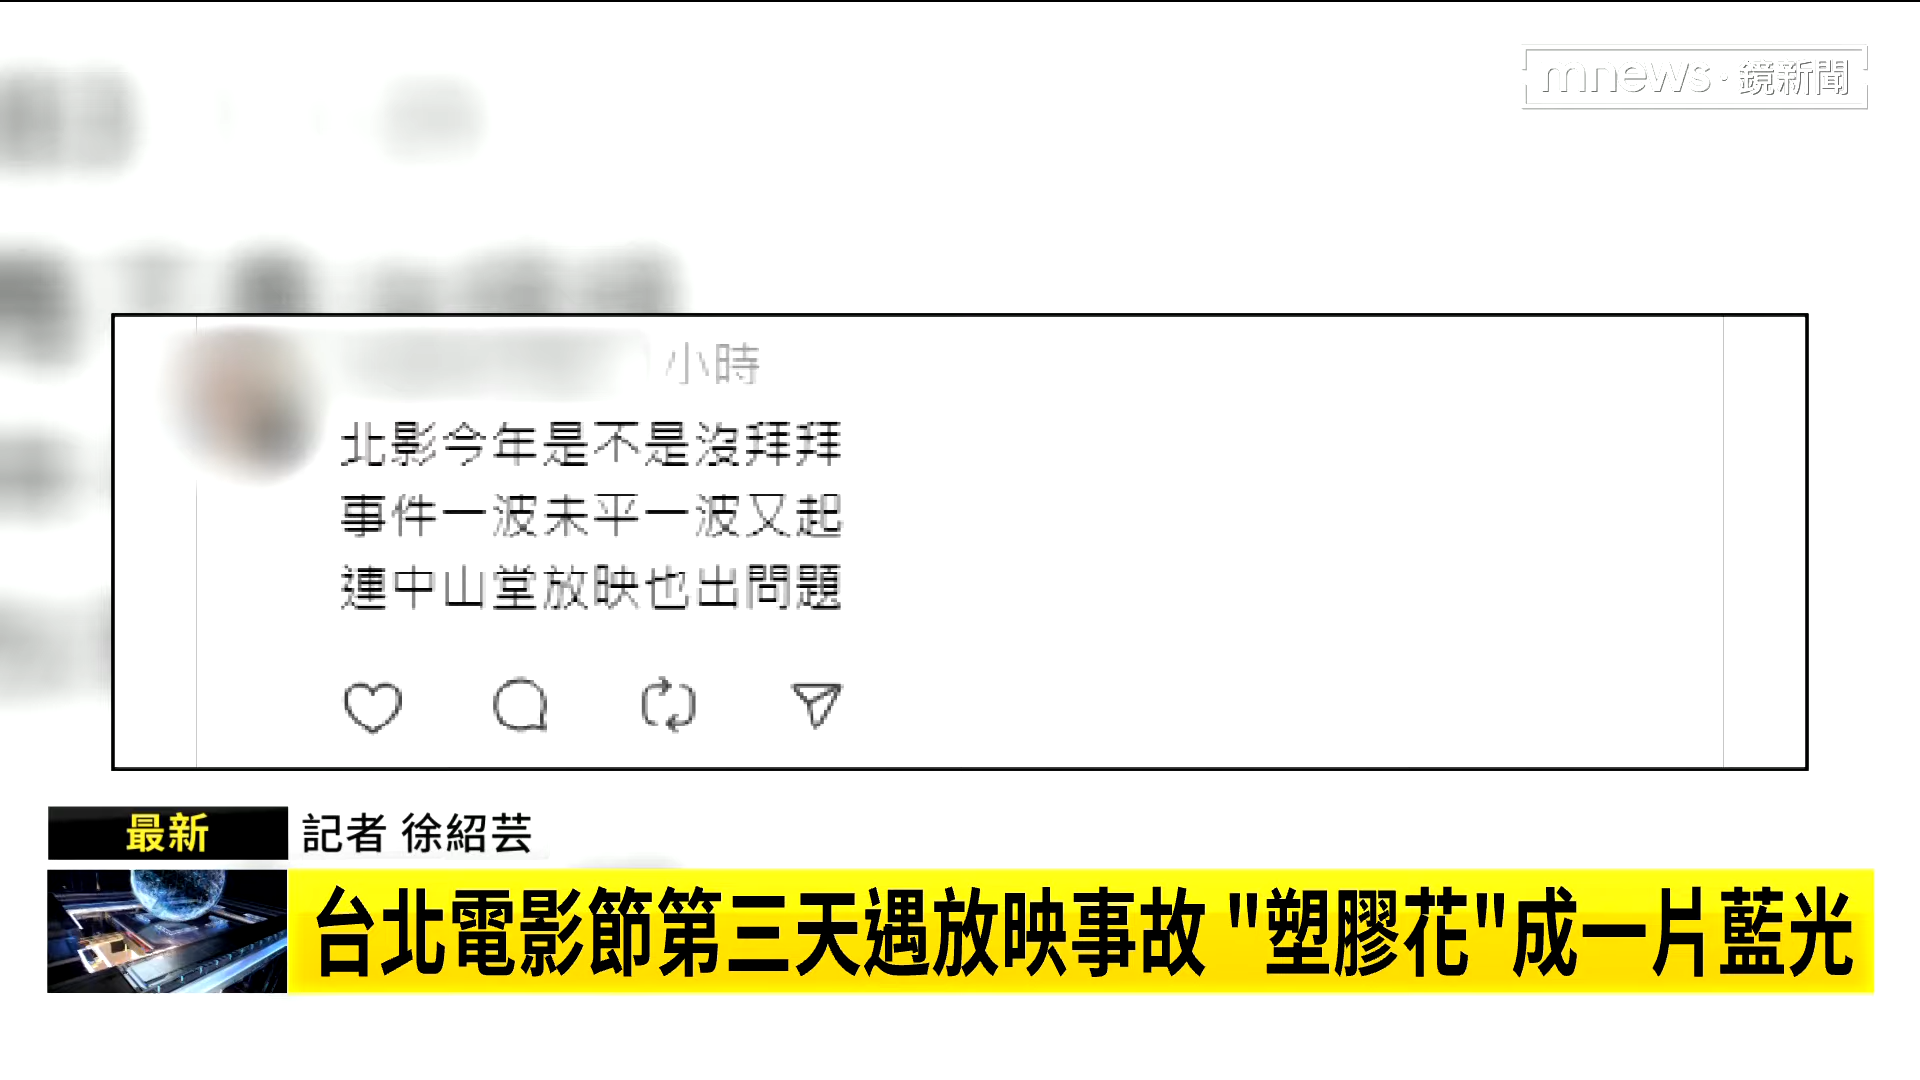 mnews·鏡新聞
小時
北影今年是不是沒拜拜
事件一波未平一波又起
連中山堂放映也出問題
最新
記者 徐紹芸
台北電影節第三天遇放映事故 "塑膠花"成一片藍光